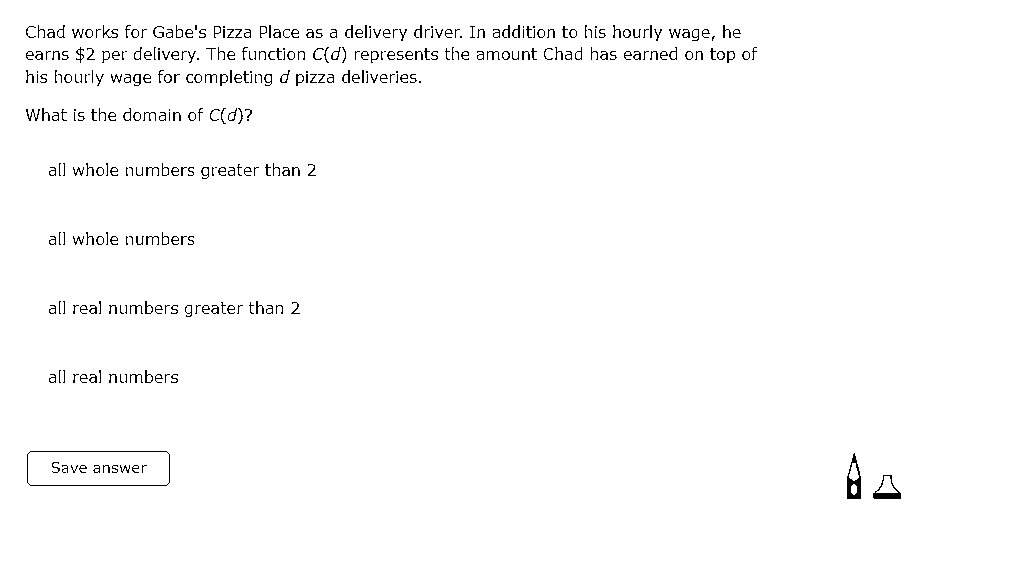 Chad works for Gabe's Pizza Place as a delivery driver. In addition to his hourly wage, he
earns $2 per delivery. The function C(d) represents the amount Chad has earned on top of
his hourly wage for completing d pizza deliveries.
What is the domain of C(d)?
all whole numbers greater than 2
all whole numbers
all real numbers greater than 2
all real numbers
Save answer